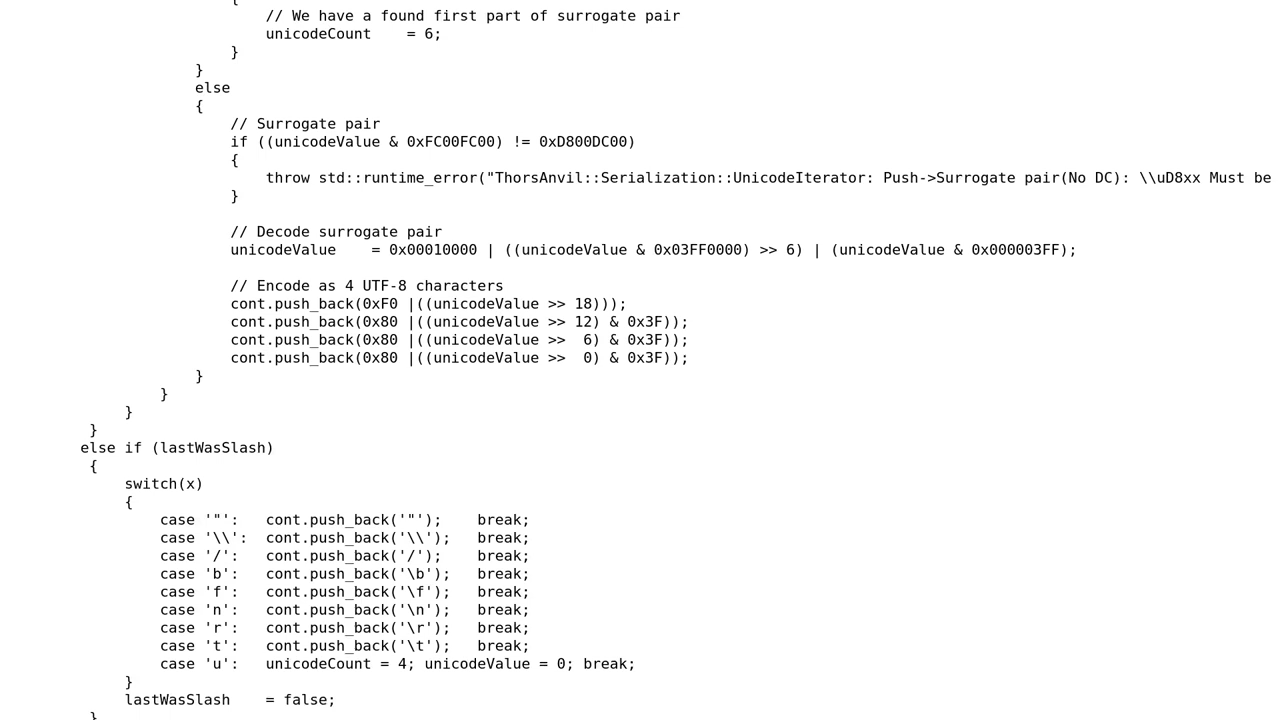 {
// We have a found first part of surrogate pair
unicodeCount    = 6;
}
}
else
{
// Surrogate pair
if ((unicodeValue & 0xFC00FC00) != 0xD800DC00)
{
throw std::runtime_error("ThorsAnvil::Serialization::UnicodeIterator: Push->Surrogate pair(No DC): \\uD8xx Must be
}
// Decode surrogate pair
unicodeValue    = 0x00010000 | ((unicodeValue & 0x03FF0000) >> 6) | (unicodeValue & 0x000003FF);
// Encode as 4 UTF-8 characters
cont.push_back(0xF0 |((unicodeValue >> 18)));
cont.push_back(0x80 |((unicodeValue >> 12) & 0x3F));
cont.push_back(0x80 |((unicodeValue >>  6) & 0x3F));
cont.push_back(0x80 |((unicodeValue >>  0) & 0x3F));
}
}
}
}
else if (lastWasSlash)
{
switch(x)
{
case '"':   cont.push_back('"');    break;
case '\\':  cont.push_back('\\');   break;
case '/':   cont.push_back('/');    break;
case 'b':   cont.push_back('\b');   break;
case 'f':   cont.push_back('\f');   break;
case 'n':   cont.push_back('\n');   break;
case 'r':   cont.push_back('\r');   break;
case 't':   cont.push_back('\t');   break;
case 'u':   unicodeCount = 4; unicodeValue = 0; break;
}
lastWasSlash    = false;
}